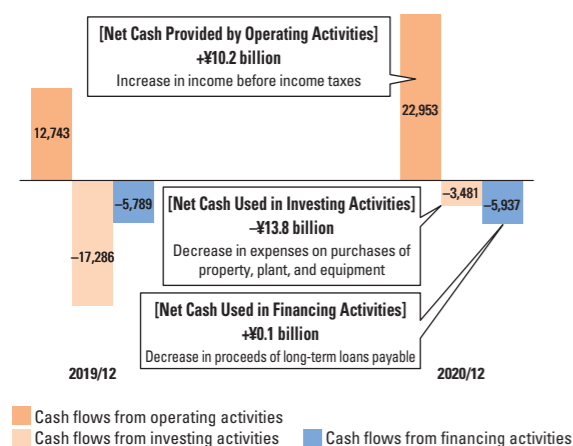 [Net Cash Provided by Operating Activities]
+¥10.2 billion
Increase in income before income taxes
12,743
22,953
–5,789
–17,286
[Net Cash Used in Investing Activities]
–¥13.8 billion
Decrease in expenses on purchases of
property, plant, and equipment
–3,481
–5,937
[Net Cash Used in Financing Activities]
+¥0.1 billion
Decrease in proceeds of long-term loans payable
2019/12
2020/12
Cash flows from operating activities
Cash flows from investing activities
Cash flows from financing activities